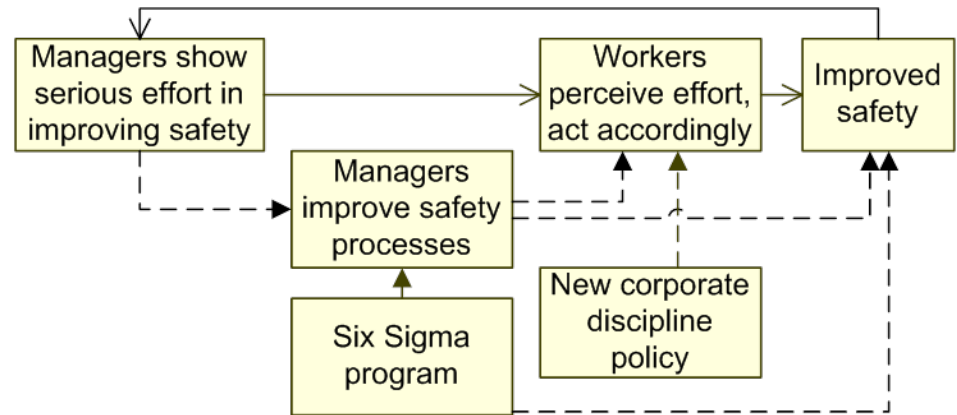 Managers show
serious effort in
improving safety
Workers
perceive effort,
act accordingly
Improved
safety
Managers
improve safety
processes
New corporate
discipline
policy
Six Sigma
program